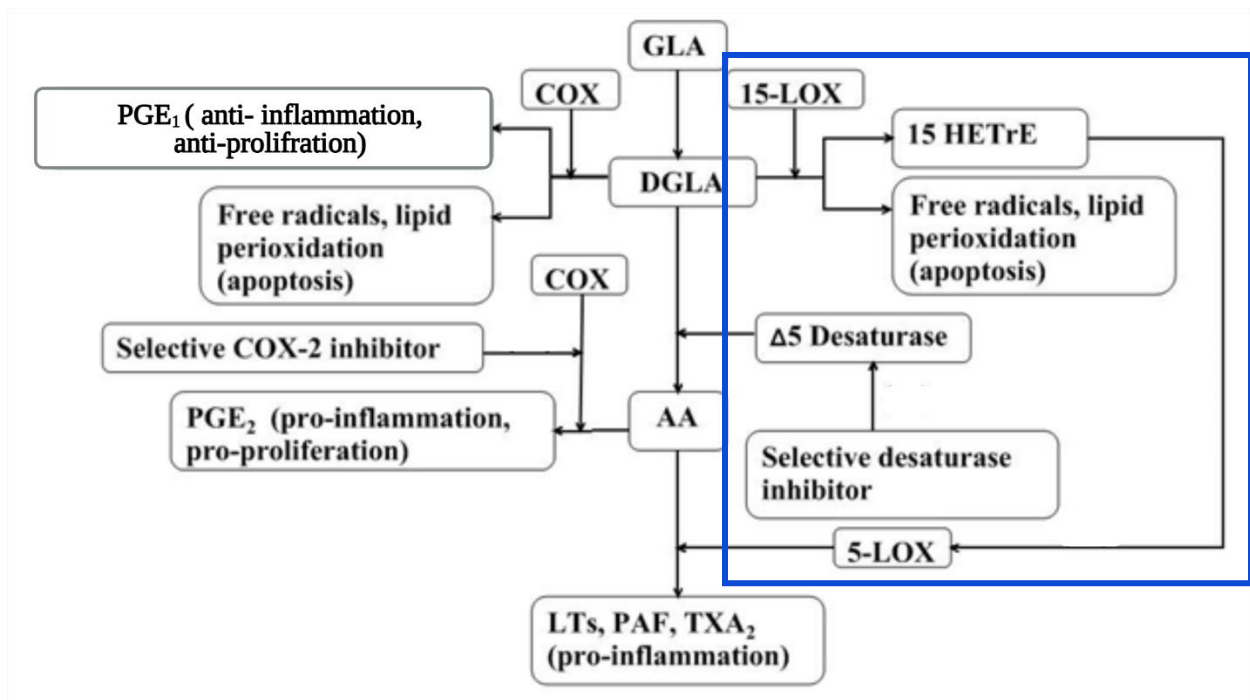 GLA
COX
15-LOX
PGE₁ ( anti- inflammation,
anti-prolifration)
15 HETrE
DGLA
Free radicals, lipid
perioxidation
(apoptosis)
Free radicals, lipid
perioxidation
(apoptosis)
COX
Δ5 Desaturase
Selective COX-2 inhibitor
PGE₂ (pro-inflammation,
pro-proliferation)
AA
Selective desaturase
inhibitor
5-LOX
LTs, PAF, TXA₂
(pro-inflammation)